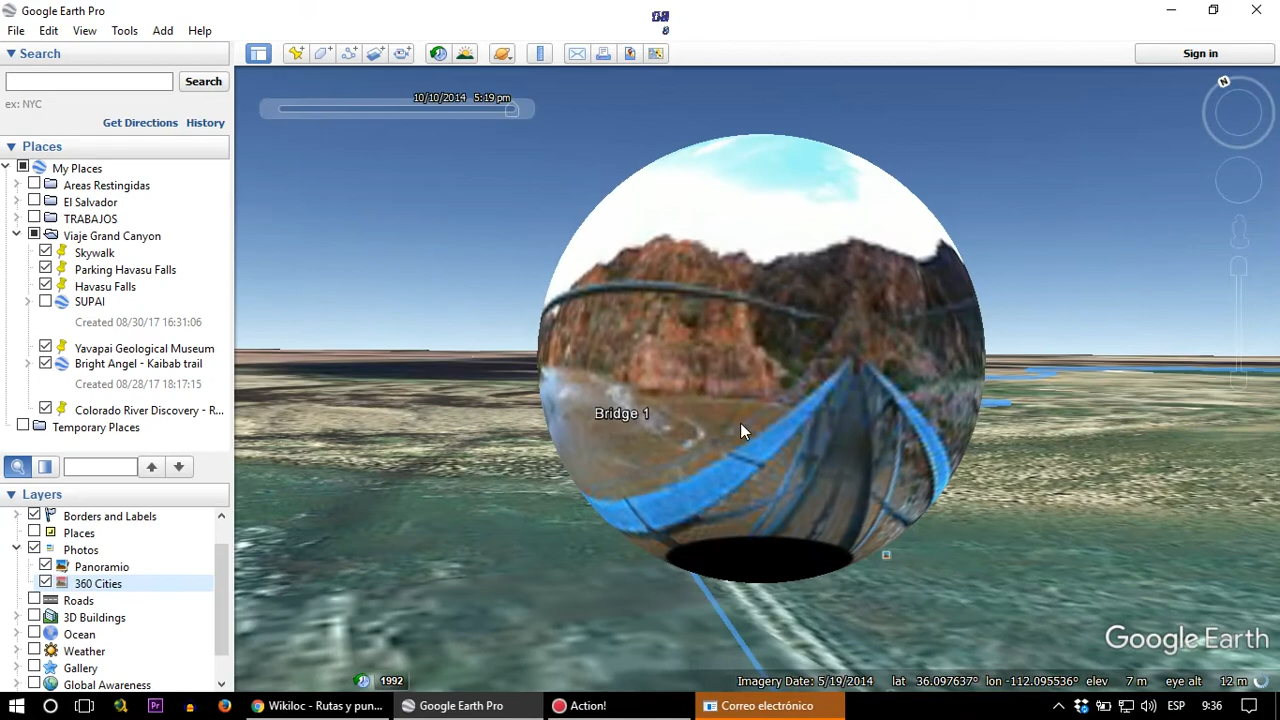 Google Earth Pro
File Edit View Tools Add Help
Search
Search
ex: NYC
Get Directions History
Places
My Places
Areas Restingidas
El Salvador
TRABAJOS
Viaje Grand Canyon
Skywalk
Parking Havasu Falls
Havasu Falls
SUPAI
Created 08/30/17 16:31:06
Yavapai Geological Museum
Bright Angel - Kaibab trail
Created 08/28/17 18:17:15
Colorado River Discovery - R...
Temporary Places
Layers
Borders and Labels
Places
Photos
Panoramio
360 Cities
Roads
3D Buildings
Ocean
Weather
Gallery
Global Awareness
Sign in
10/10/2014 5:19 pm
N
Bridge 1
Google Earth
1992
Imagery Date: 5/19/2014 lat 36.097637° lon -112.095536° elev 7 m eye alt 12 m
Wikiloc - Rutas y pun...
Google Earth Pro
Action!
Correo electrónico
ESP
9:36